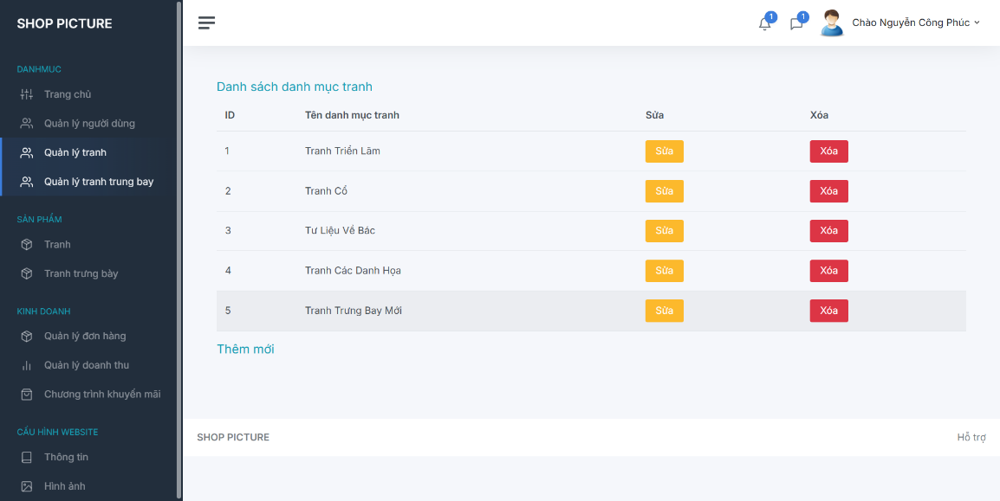 SHOP PICTURE
DANHMUC
Trang chủ
Quản lý người dùng
Quản lý tranh
Quản lý tranh trung bay
SẢN PHẨM
Tranh
Tranh trưng bày
KINH DOANH
Quản lý đơn hàng
Quản lý doanh thu
Chương trình khuyến mãi
CẤU HÌNH WEBSITE
Thông tin
Hình ảnh
1
1
Chào Nguyễn Công Phúc
Danh sách danh mục tranh
ID Tên danh mục tranh Sửa Xóa
1 Tranh Triển Lãm Sửa Xóa
2 Tranh Cổ Sửa Xóa
3 Tư Liệu Về Bác Sửa Xóa
4 Tranh Các Danh Họa Sửa Xóa
5 Tranh Trưng Bay Mới Sửa Xóa
Thêm mới
SHOP PICTURE Hỗ trợ